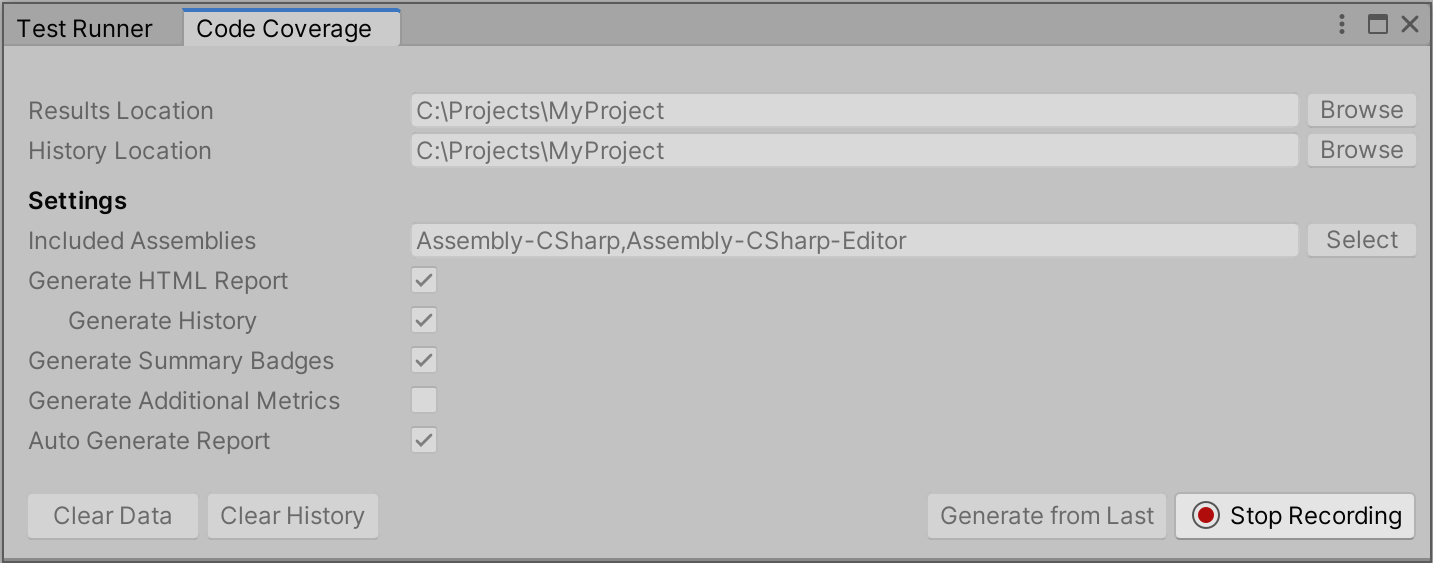 Test Runner Code Coverage
Results Location C:\Projects\MyProject Browse
History Location C:\Projects\MyProject Browse
Settings
Included Assemblies Assembly-CSharp,Assembly-CSharp-Editor Select
Generate HTML Report
Generate History
Generate Summary Badges
Generate Additional Metrics
Auto Generate Report
Clear Data Clear History Generate from Last Stop Recording